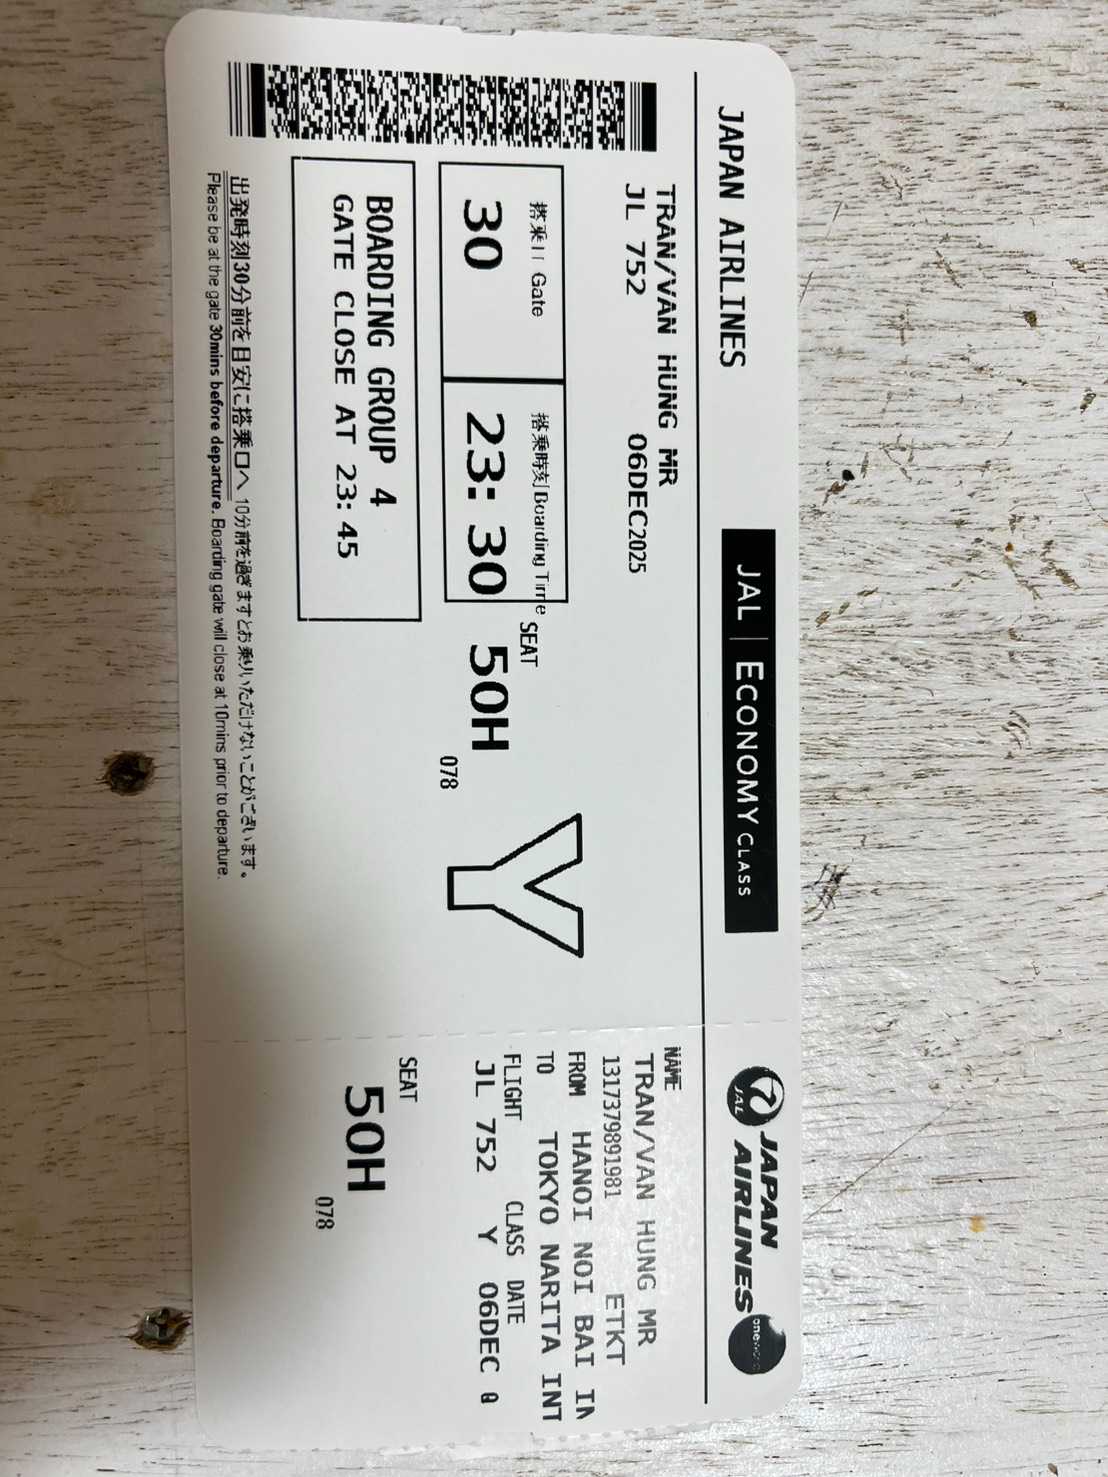 JAPAN AIRLINES
JAL | ECONOMY CLASS
TRAN/VAN HUNG MR
JL 752 06DEC2025
搭乗口 Gate
30
搭乗時刻 Boarding Time
23:30
SEAT
50H
078
Y
BOARDING GROUP 4
GATE CLOSE AT 23:45
出発時刻30分前を目安に搭乗口へ 10分前を過ぎますとお乗りいただけないことがございます。
Please be at the gate 30mins before departure. Boarding gate will close at 10mins prior to departure.
JAL
JAPAN
AIRLINES
oneworld
NAME
TRAN/VAN HUNG MR
1317379891981 ETKT
FROM HANOI NOI BAI IN
TO TOKYO NARITA INT
FLIGHT CLASS DATE
JL 752 Y 06DEC
SEAT
50H
078